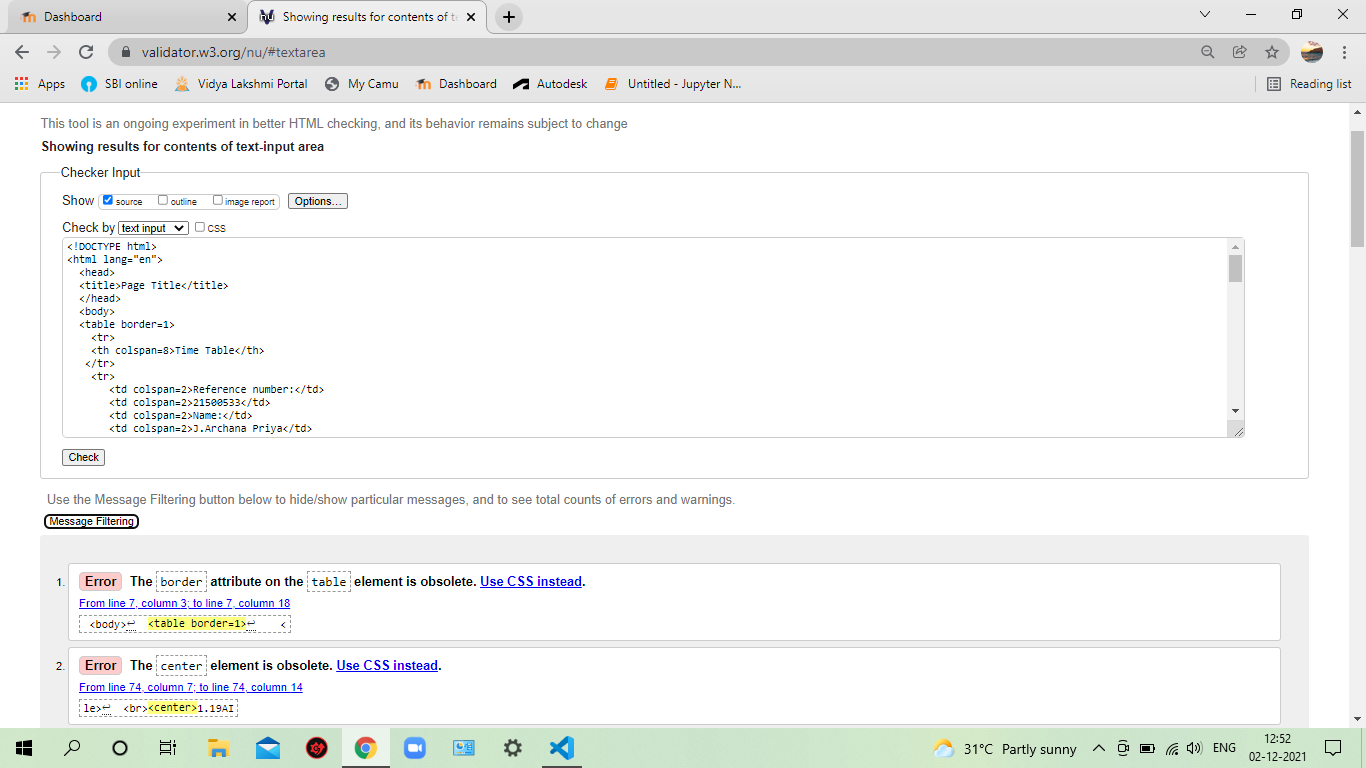 Dashboard
Showing results for contents of te
validator.w3.org/nu/#textarea
Apps SBI online Vidya Lakshmi Portal My Camu Dashboard Autodesk Untitled - Jupyter N... Reading list
This tool is an ongoing experiment in better HTML checking, and its behavior remains subject to change
Showing results for contents of text-input area
Checker Input
Show source outline image report Options...
Check by text input CSS
<!DOCTYPE html>
<html lang="en">
<head>
<title>Page Title</title>
</head>
<body>
<table border=1>
<tr>
<th colspan=8>Time Table</th>
</tr>
<tr>
<td colspan=2>Reference number:</td>
<td colspan=2>21500533</td>
<td colspan=2>Name:</td>
<td colspan=2>J.Archana Priya</td>
Check
Use the Message Filtering button below to hide/show particular messages, and to see total counts of errors and warnings.
Message Filtering
1. Error The border attribute on the table element is obsolete. Use CSS instead.
From line 7, column 3; to line 7, column 18
<body>↩ <table border=1>↩ <
2. Error The center element is obsolete. Use CSS instead.
From line 74, column 7; to line 74, column 14
le>↩ <br><center>1.19AI
31°C Partly sunny ENG 12:52
02-12-2021